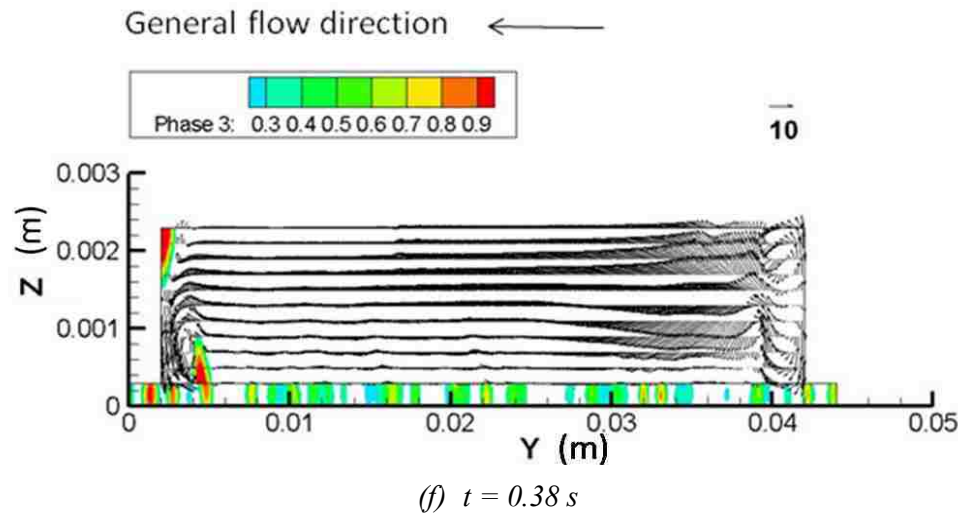 General flow direction
Phase 3: 0.3 0.4 0.5 0.6 0.7 0.8 0.9
10
0.003
0.002
0.001
0
Z (m)
0 0.01 0.02 0.03 0.04 0.05
Y (m)
(f) t = 0.38 s